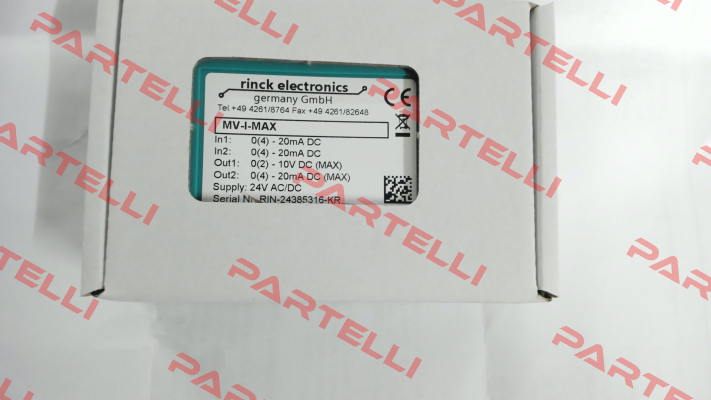 rinck electronics
germany GmbH
Tel.+49 4261/8764 Fax +49 4261/82648
MV-I-MAX
In1: 0(4) - 20mA DC
In2: 0(4) - 20mA DC
Out1: 0(2) - 10V DC (MAX)
Out2: 0(4) - 20mA DC (MAX)
Supply: 24V AC/DC
Serial Nr. RIN-24385316-KR
CE
PARTELLI
PARTELLI
PARTELLI
PARTELLI
PARTELLI
PARTELLI
PARTELLI
PARTELLI